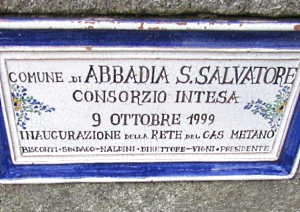 COMUNE DI ABBADIA S. SALVATORE
CONSORZIO INTESA
9 OTTOBRE 1999
INAUGURAZIONE DELLA RETE DEL GAS METANO
BISCONTI - SINDACO - NALDINI - DIRETTORE - VIGNI - PRESIDENTE